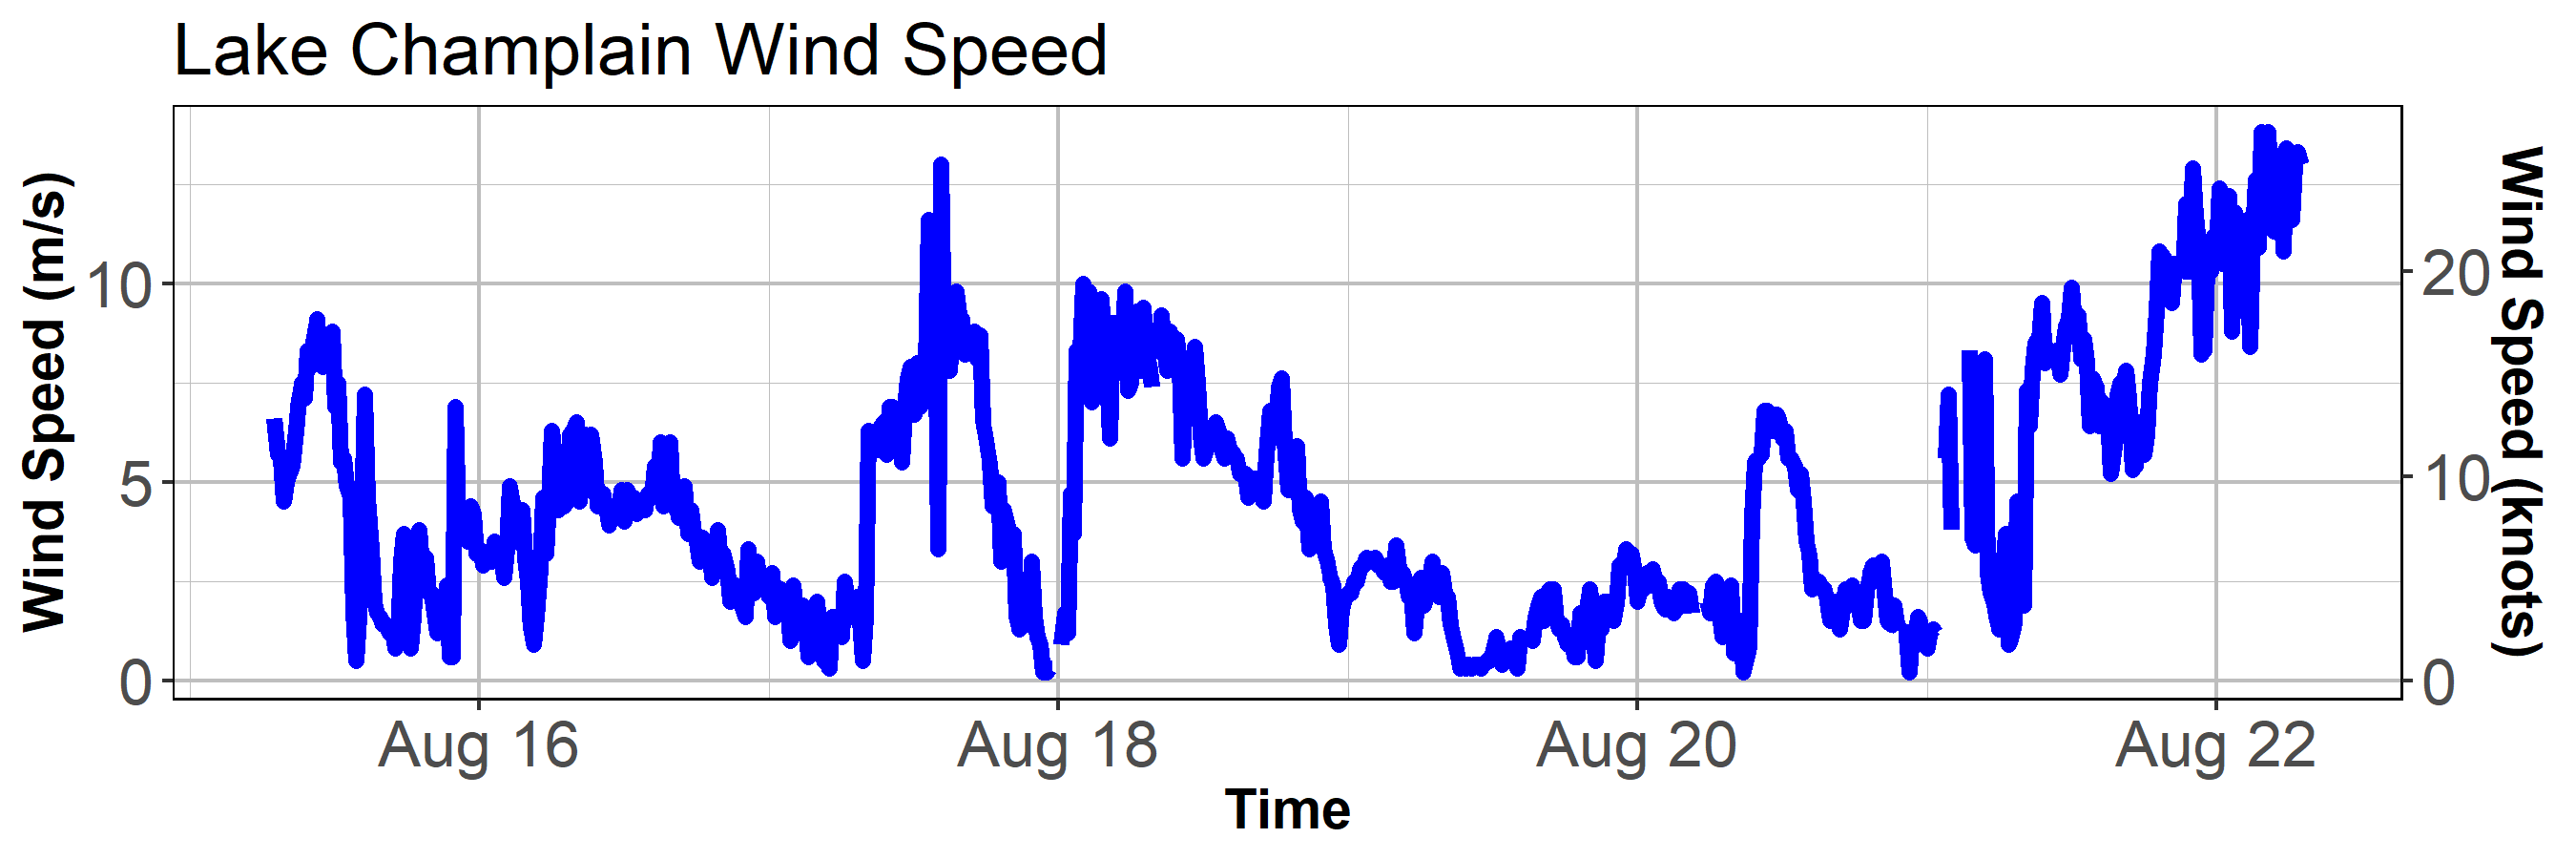 Lake Champlain Wind Speed
Wind Speed (m/s)
10
5
0
20
10
0
Wind Speed (knots)
Aug 16
Aug 18
Aug 20
Aug 22
Time